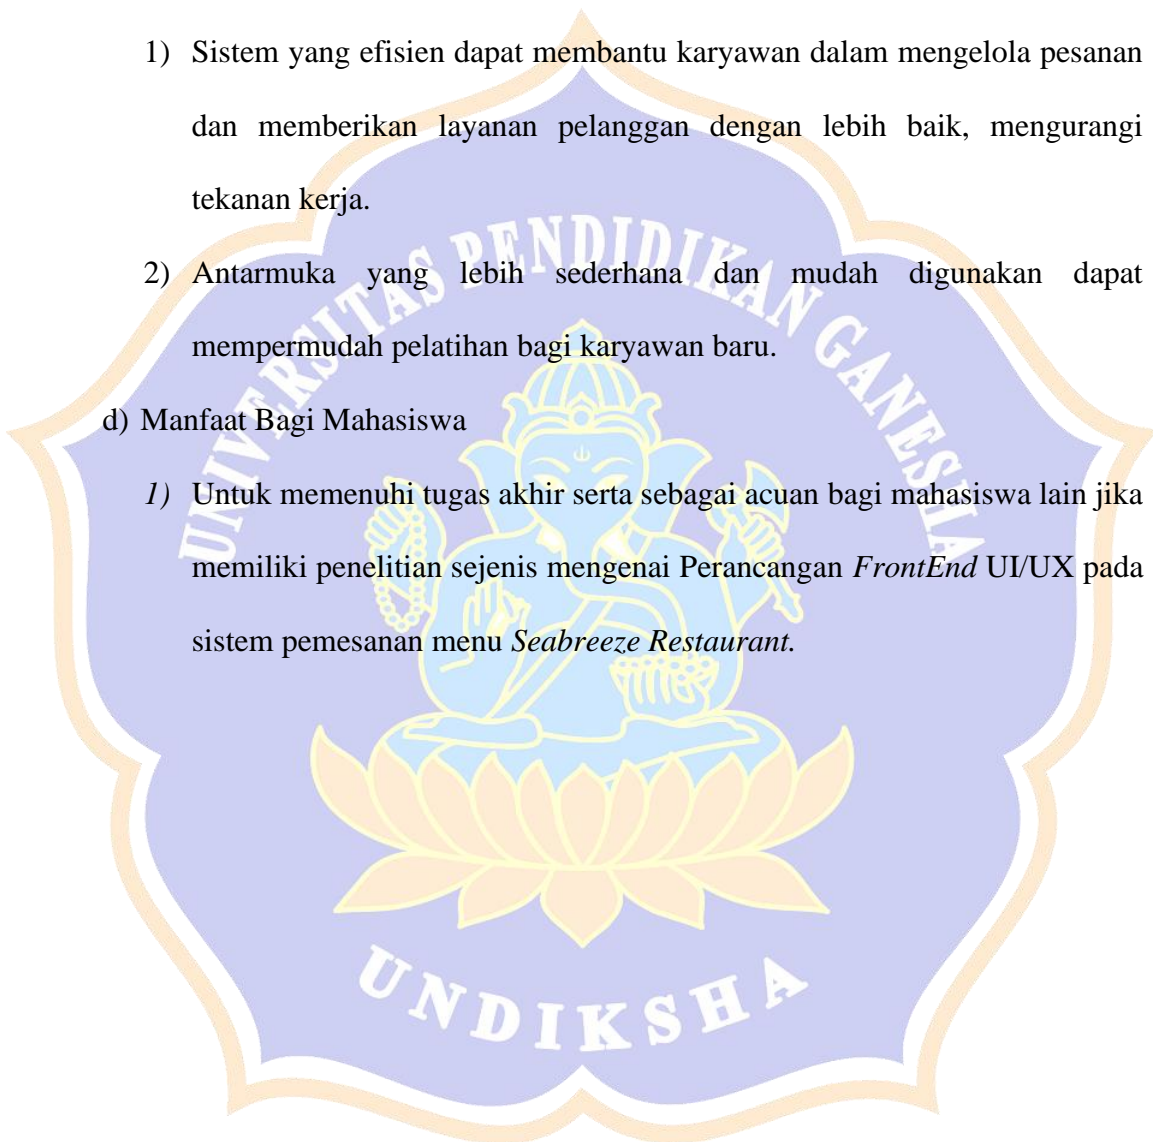 1) Sistem yang efisien dapat membantu karyawan dalam mengelola pesanan
dan memberikan layanan pelanggan dengan lebih baik, mengurangi
tekanan kerja.
UNIVERSITAS PENDIDIKAN GANESHA
2) Antarmuka yang lebih sederhana dan mudah digunakan dapat
mempermudah pelatihan bagi karyawan baru.
d) Manfaat Bagi Mahasiswa
1) Untuk memenuhi tugas akhir serta sebagai acuan bagi mahasiswa lain jika
memiliki penelitian sejenis mengenai Perancangan FrontEnd UI/UX pada
sistem pemesanan menu Seabreeze Restaurant.
UNDIKSHA